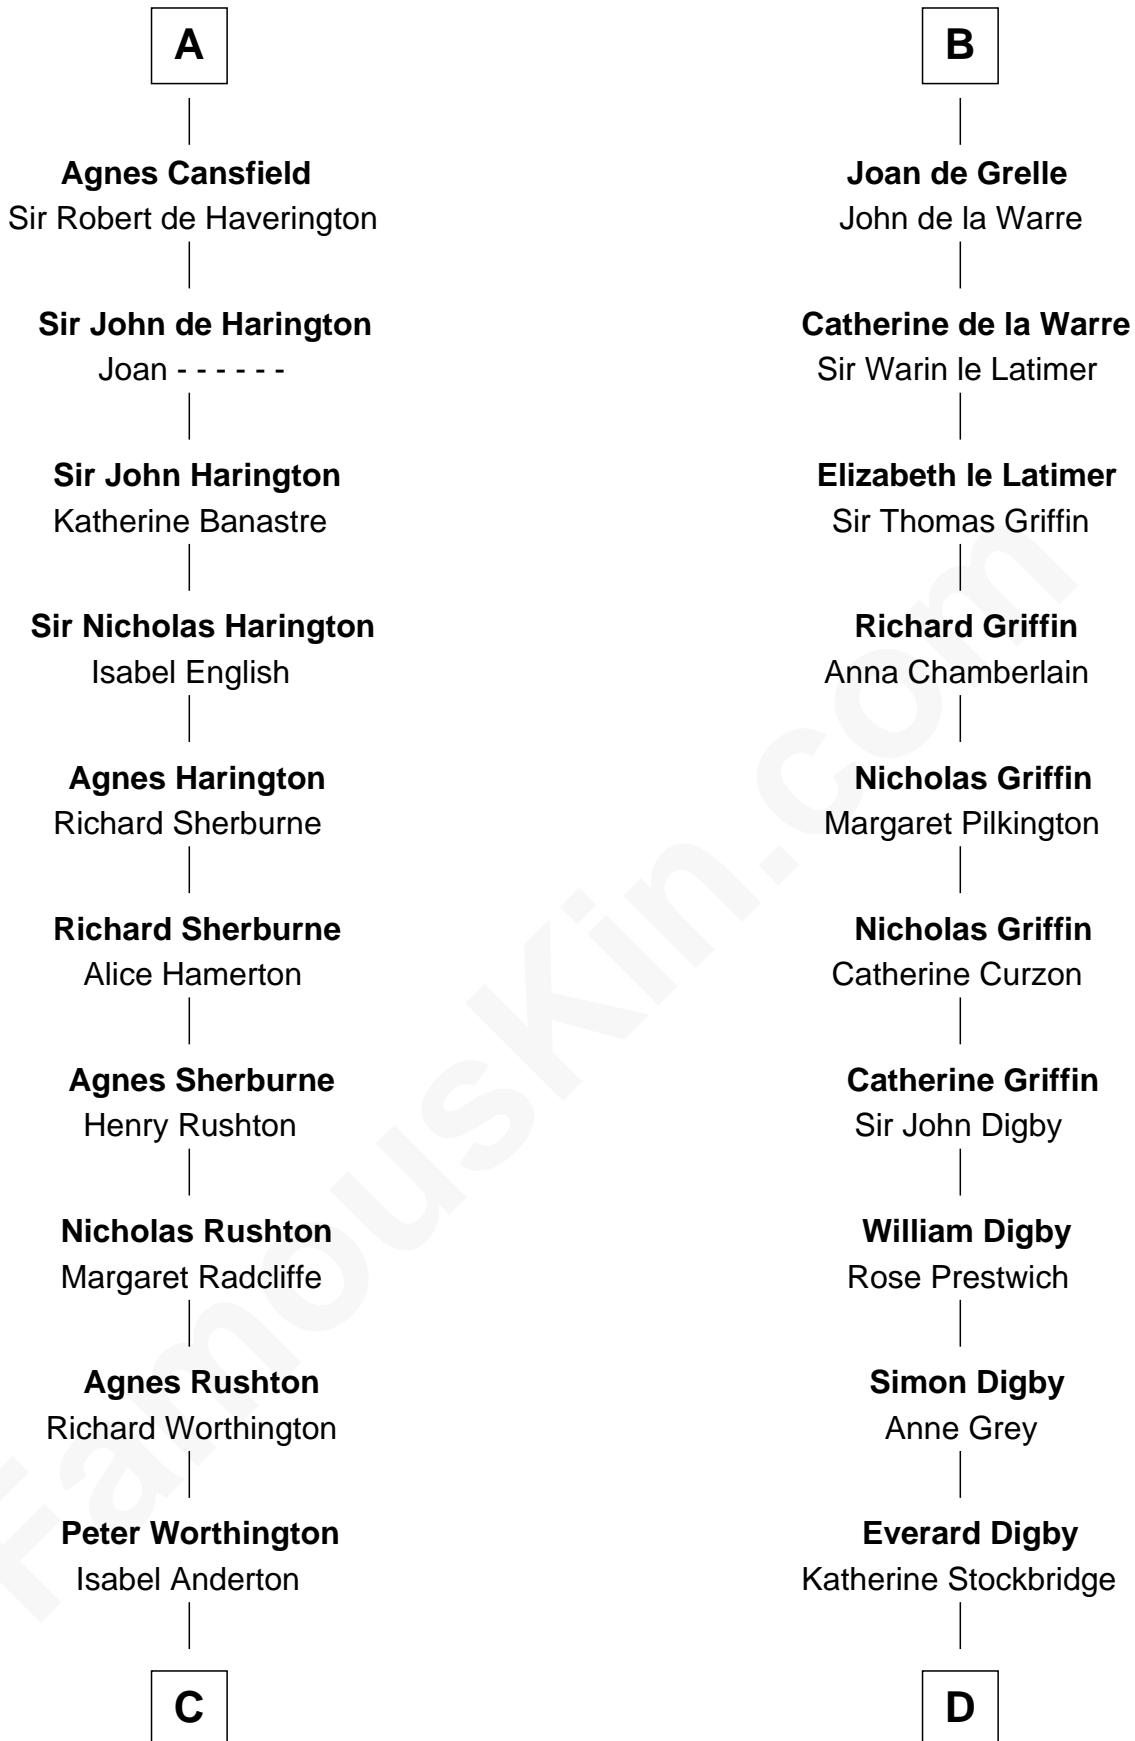 A
Agnes Cansfield
Sir Robert de Haverington
Sir John de Harington
Joan - - - - - -
Sir John Harington
Katherine Banastre
Sir Nicholas Harington
Isabel English
Agnes Harington
Richard Sherburne
Richard Sherburne
Alice Hamerton
Agnes Sherburne
Henry Rushton
Nicholas Rushton
Margaret Radcliffe
Agnes Rushton
Richard Worthington
Peter Worthington
Isabel Anderton
C
B
Joan de Grelle
John de la Warre
Catherine de la Warre
Sir Warin le Latimer
Elizabeth le Latimer
Sir Thomas Griffin
Richard Griffin
Anna Chamberlain
Nicholas Griffin
Margaret Pilkington
Nicholas Griffin
Catherine Curzon
Catherine Griffin
Sir John Digby
William Digby
Rose Prestwich
Simon Digby
Anne Grey
Everard Digby
Katherine Stockbridge
D
FamousKin.com